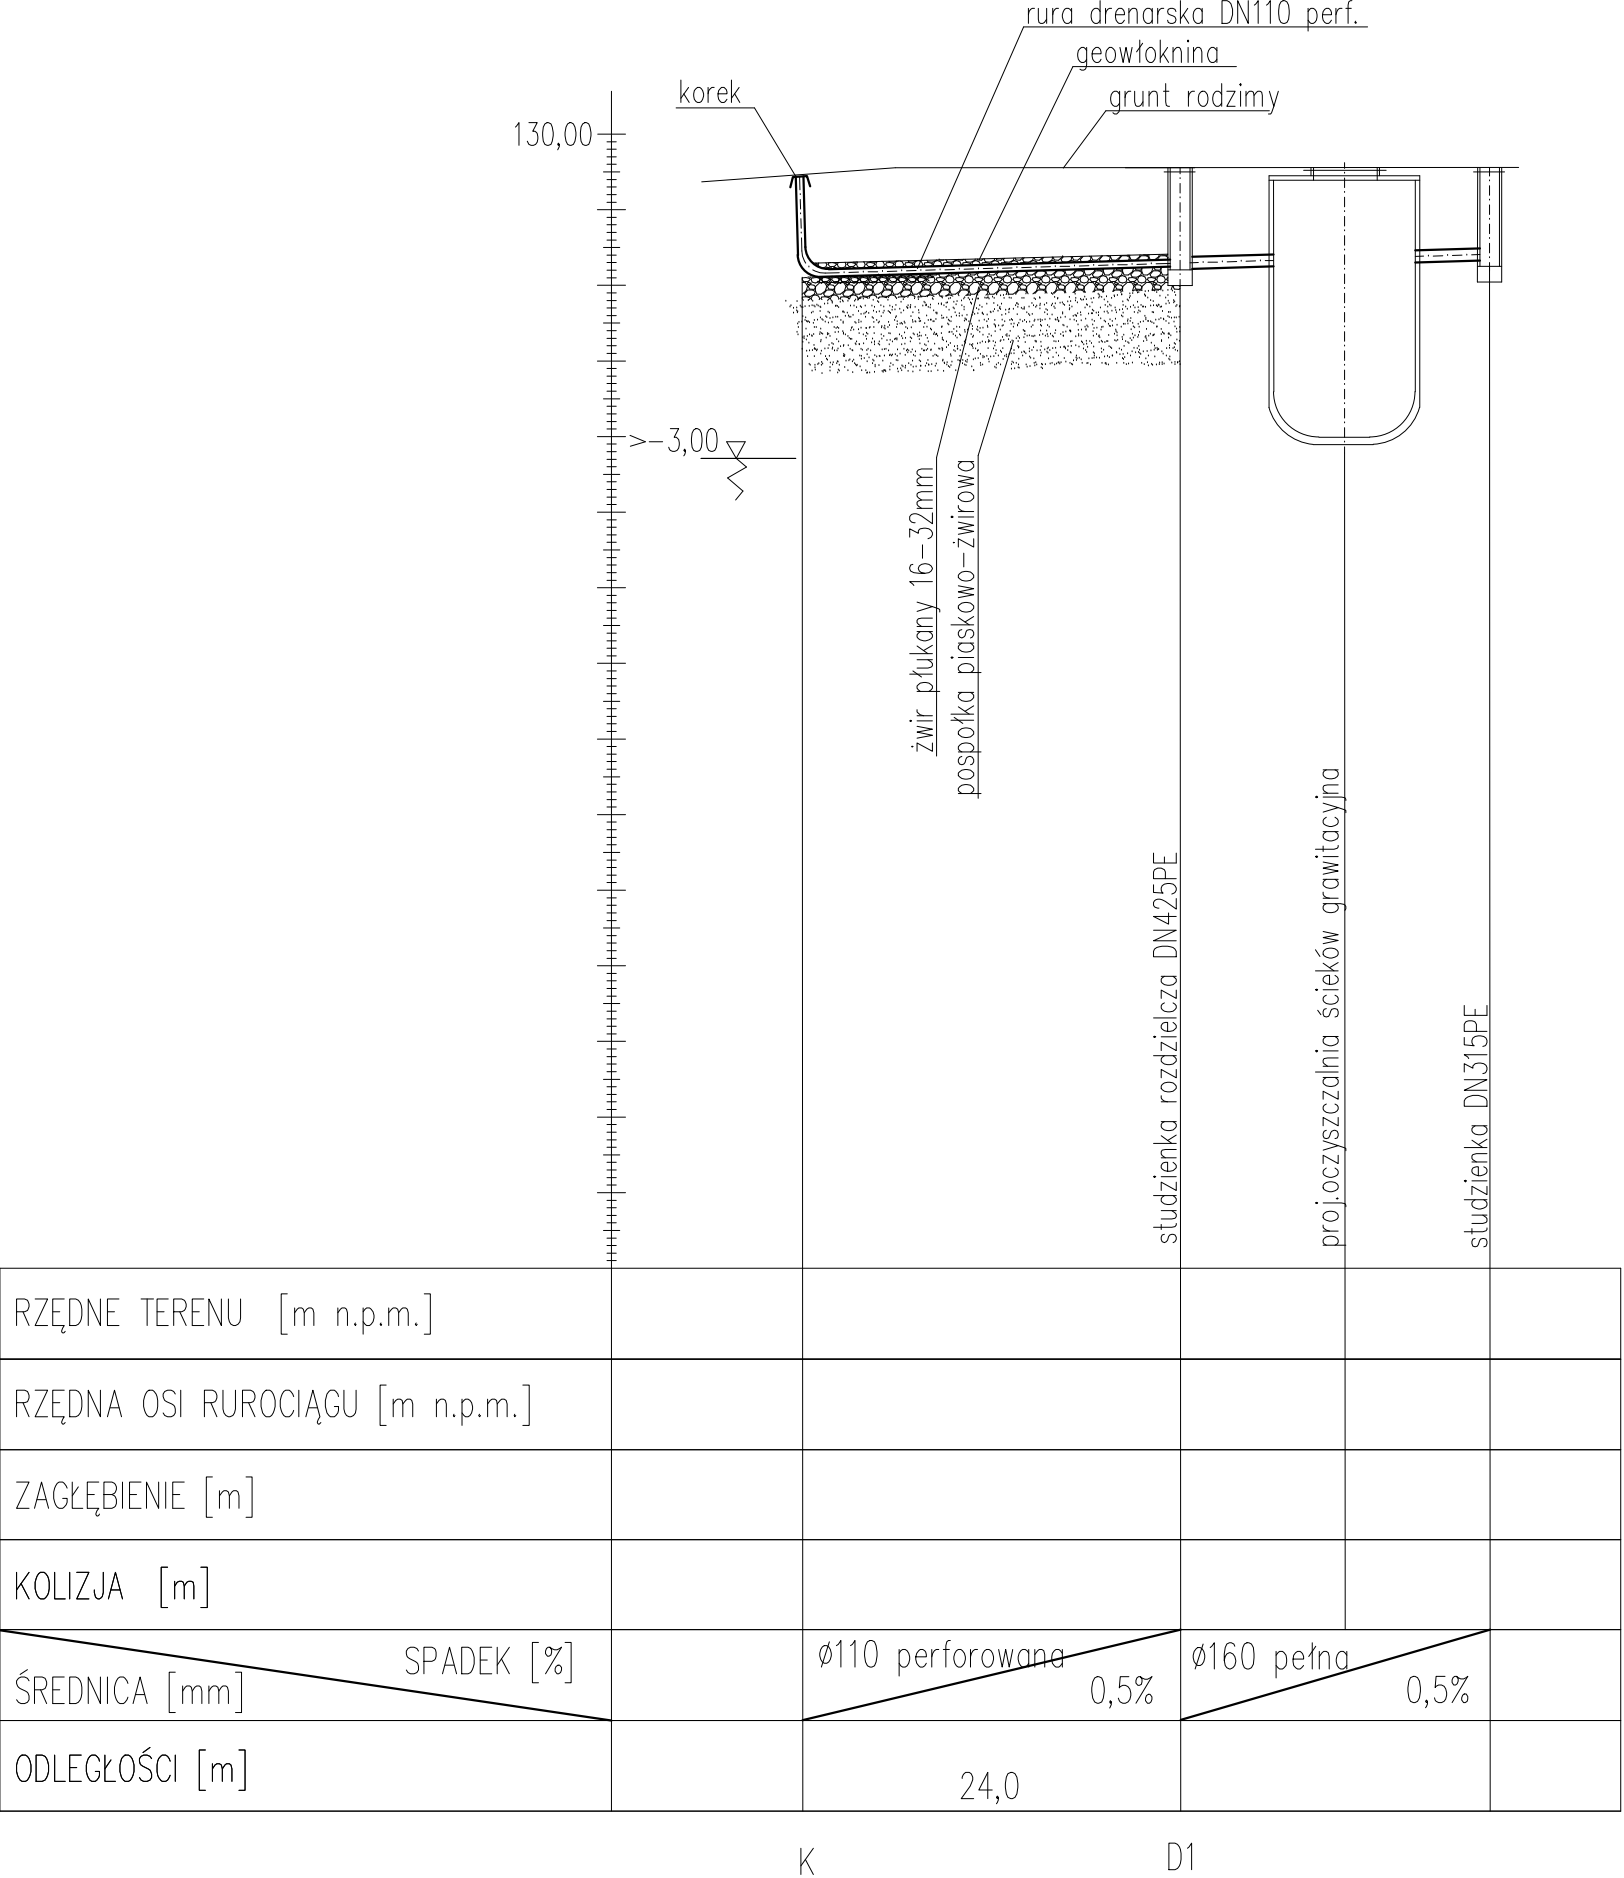 rura drenarska DN110 perf.
geowłoknina
korek
grunt rodzimy
130,00
>-3,00
żwir płukany 16-32mm
pospołka piaskowo-żwirowa
studzienka rozdzielcza DN425PE
proj.oczyszczalnia ścieków grawitacyjna
studzienka DN315PE
RZĘDNE TERENU [m n.p.m.]
RZĘDNA OSI RUROCIĄGU [m n.p.m.]
ZAGŁĘBIENIE [m]
KOLIZJA [m]
SPADEK [%]
ŚREDNICA [mm]
Ø110 perforowana
0,5%
Ø160 pełna
0,5%
ODLEGŁOŚCI [m]
24,0
K
D1